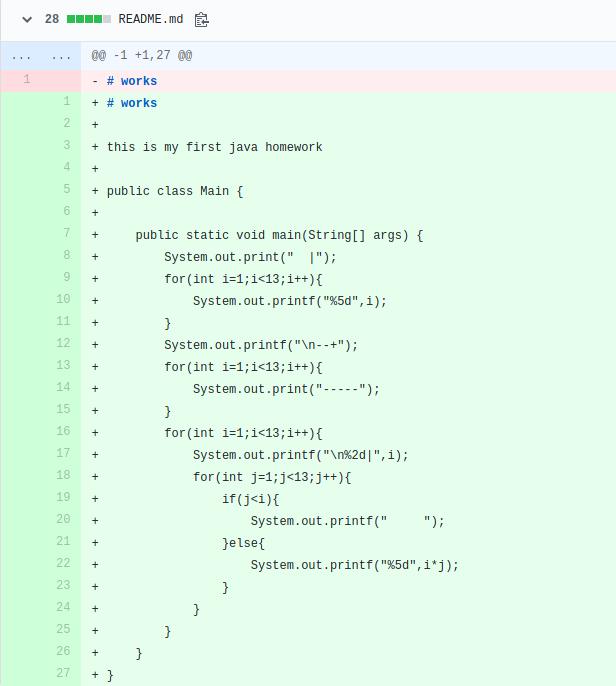 28 README.md
... ... @@ -1 +1,27 @@
1 - # works
1 + # works
2 +
3 + this is my first java homework
4 +
5 + public class Main {
6 +
7 +     public static void main(String[] args) {
8 +         System.out.print("  |");
9 +         for(int i=1;i<13;i++){
10 +             System.out.printf("%5d",i);
11 +         }
12 +         System.out.printf("\n--+");
13 +         for(int i=1;i<13;i++){
14 +             System.out.print("-----");
15 +         }
16 +         for(int i=1;i<13;i++){
17 +             System.out.printf("\n%2d|",i);
18 +             for(int j=1;j<13;j++){
19 +                 if(j<i){
20 +                     System.out.printf("     ");
21 +                 }else{
22 +                     System.out.printf("%5d",i*j);
23 +                 }
24 +             }
25 +         }
26 +     }
27 + }